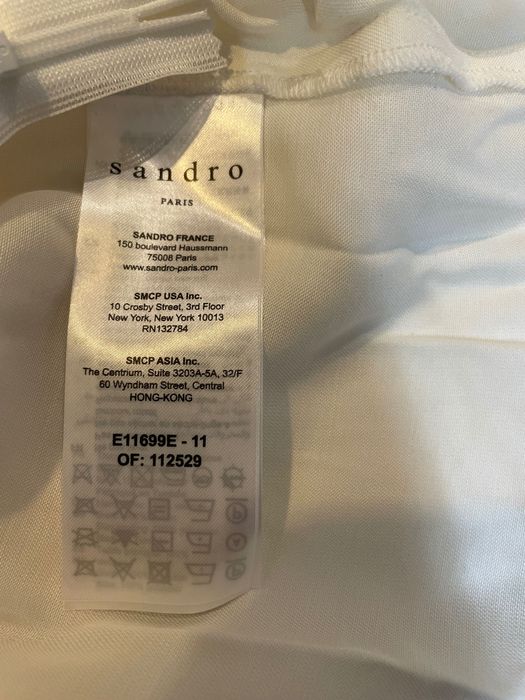 sandro
PARIS
SANDRO FRANCE
150 boulevard Haussmann
75008 Paris
www.sandro-paris.com
SMCP USA Inc.
10 Crosby Street, 3rd Floor
New York, New York 10013
RN132784
SMCP ASIA Inc.
The Centrium, Suite 3203A-5A, 32/F
60 Wyndham Street, Central
HONG-KONG
E11699E - 11
OF: 112529